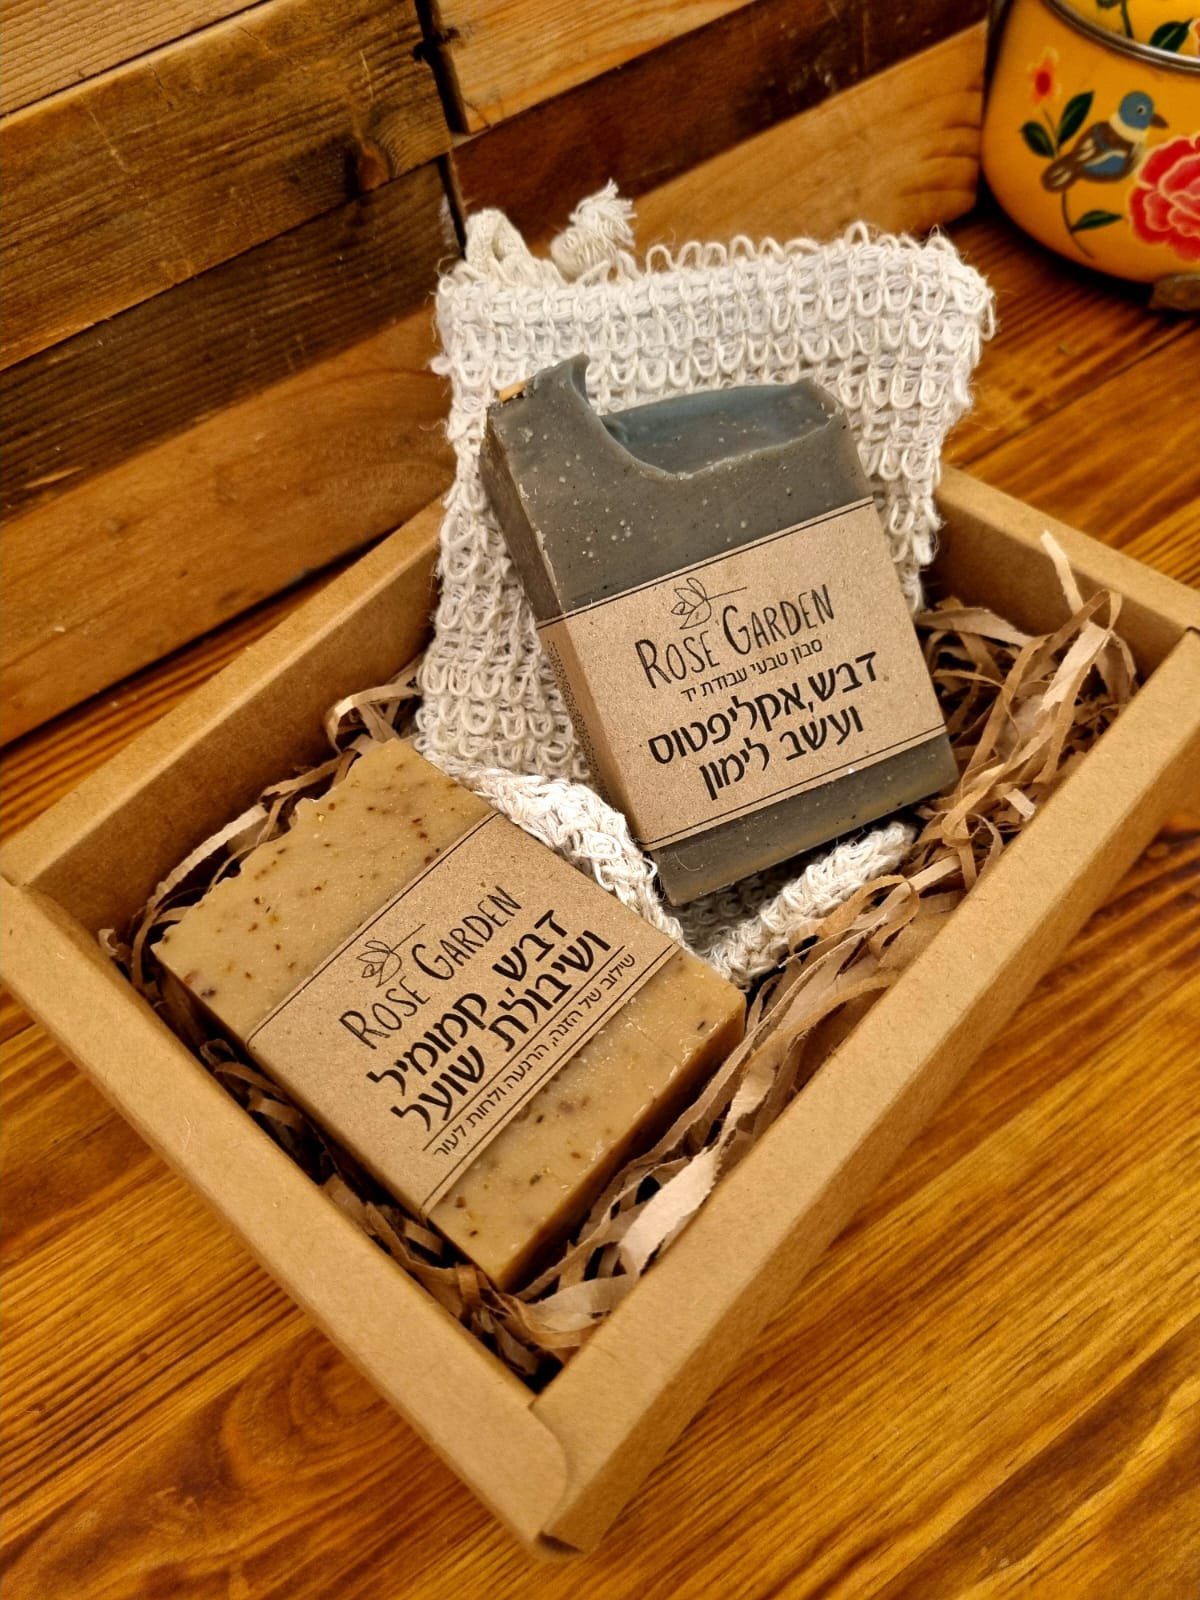 ROSE GARDEN
סבון טבעי עבודת יד
דבש,אקליפטוס
ועשב לימון
ROSE GARDEN
דבש, קמומיל
ושיבולת שועל
שילוב של הזנה, הרגעה ולחות לעור